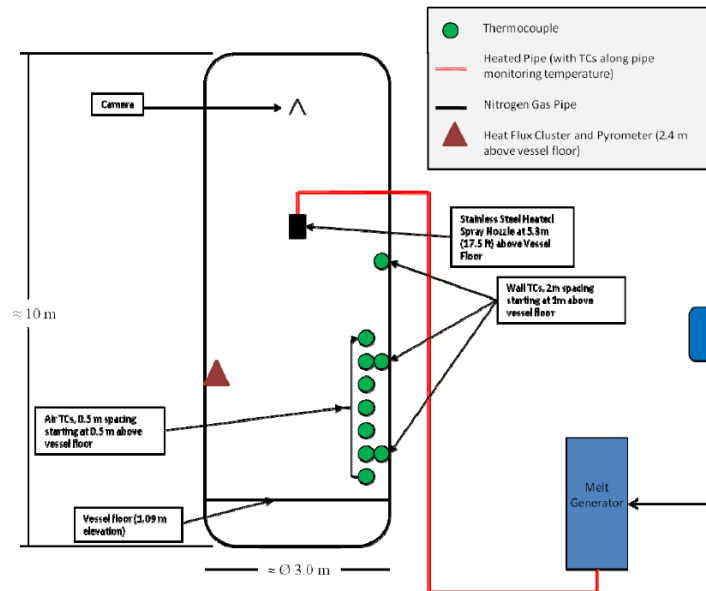 Thermocouple
Heated Pipe (with TCs along pipe
monitoring temperature)
Nitrogen Gas Pipe
Heat Flux Cluster and Pyrometer (2.4 m
above vessel floor)
Camera
Stainless Steel Heated
Spray Nozzle at 5.3m
(17.5 ft) above Vessel
Floor
Wall TCs, 2m spacing
starting at 1m above
vessel floor
≈ 10 m
Air TCs, 0.5 m spacing
starting at 0.5 m above
vessel floor
Melt
Generator
Vessel floor (1.09 m
elevation)
≈ Ø 3.0 m